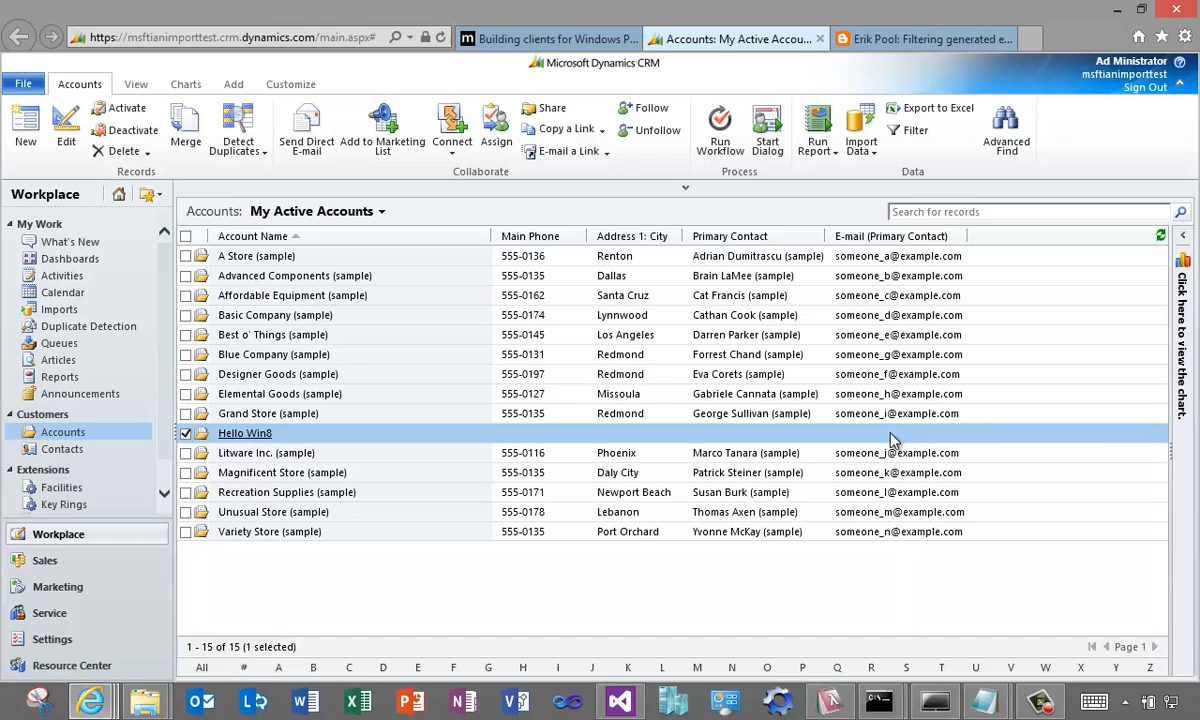 https://msftianimporttest.crm.dynamics.com/main.aspx#
Building clients for Windows P...
Accounts: My Active Accou...
Erik Pool: Filtering generated e...
Microsoft Dynamics CRM
Ad Ministrator
msftianimporttest
Sign Out
File
Accounts
View
Charts
Add
Customize
New
Edit
Activate
Deactivate
Delete
Merge
Detect Duplicates
Records
Send Direct E-mail
Add to Marketing List
Connect
Assign
Share
Copy a Link
E-mail a Link
Follow
Unfollow
Collaborate
Run Workflow
Start Dialog
Process
Run Report
Import Data
Export to Excel
Filter
Advanced Find
Data
Workplace
My Work
What's New
Dashboards
Activities
Calendar
Imports
Duplicate Detection
Queues
Articles
Reports
Announcements
Customers
Accounts
Contacts
Extensions
Facilities
Key Rings
Workplace
Sales
Marketing
Service
Settings
Resource Center
Accounts: My Active Accounts
Search for records
Account Name Main Phone Address 1: City Primary Contact E-mail (Primary Contact)
A Store (sample) 555-0136 Renton Adrian Dumitrascu (sample) someone_a@example.com
Advanced Components (sample) 555-0135 Dallas Brain LaMee (sample) someone_b@example.com
Affordable Equipment (sample) 555-0162 Santa Cruz Cat Francis (sample) someone_c@example.com
Basic Company (sample) 555-0174 Lynnwood Cathan Cook (sample) someone_d@example.com
Best o' Things (sample) 555-0145 Los Angeles Darren Parker (sample) someone_e@example.com
Blue Company (sample) 555-0131 Redmond Forrest Chand (sample) someone_g@example.com
Designer Goods (sample) 555-0197 Redmond Eva Corets (sample) someone_f@example.com
Elemental Goods (sample) 555-0127 Missoula Gabriele Cannata (sample) someone_h@example.com
Grand Store (sample) 555-0135 Redmond George Sullivan (sample) someone_i@example.com
Hello Win8
Litware Inc. (sample) 555-0116 Phoenix Marco Tanara (sample) someone_j@example.com
Magnificent Store (sample) 555-0135 Daly City Patrick Steiner (sample) someone_k@example.com
Recreation Supplies (sample) 555-0171 Newport Beach Susan Burk (sample) someone_l@example.com
Unusual Store (sample) 555-0178 Lebanon Thomas Axen (sample) someone_m@example.com
Variety Store (sample) 555-0135 Port Orchard Yvonne McKay (sample) someone_n@example.com
Click here to view the chart.
1 - 15 of 15 (1 selected)
Page 1
All # A B C D E F G H I J K L M N O P Q R S T U V W X Y Z